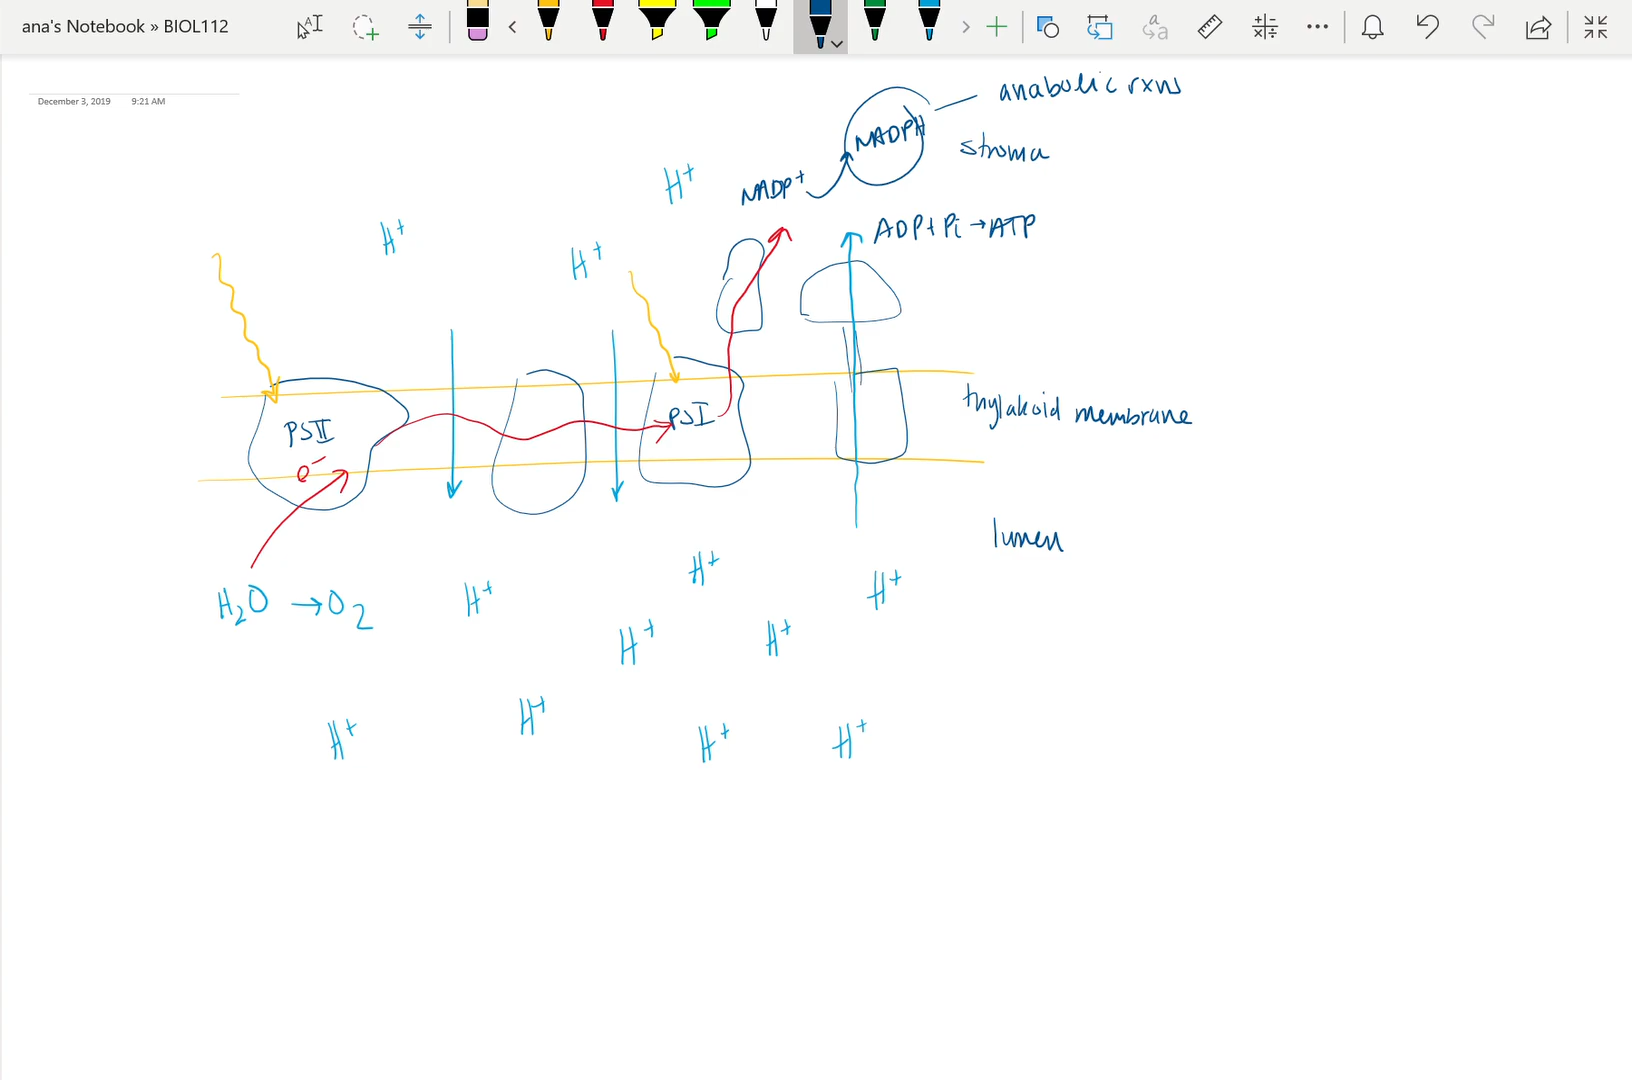 ana's Notebook » BIOL112
December 3, 2019 9:21 AM
anabolic rxns
NADPH
stroma
H+
NADP+
H+
ADP+Pi→ATP
H+
PSII
PSI
thylakoid membrane
e-
lumen
H+
H+
H2O →O2
H+
H+
H+
H+
H+
H+
H+